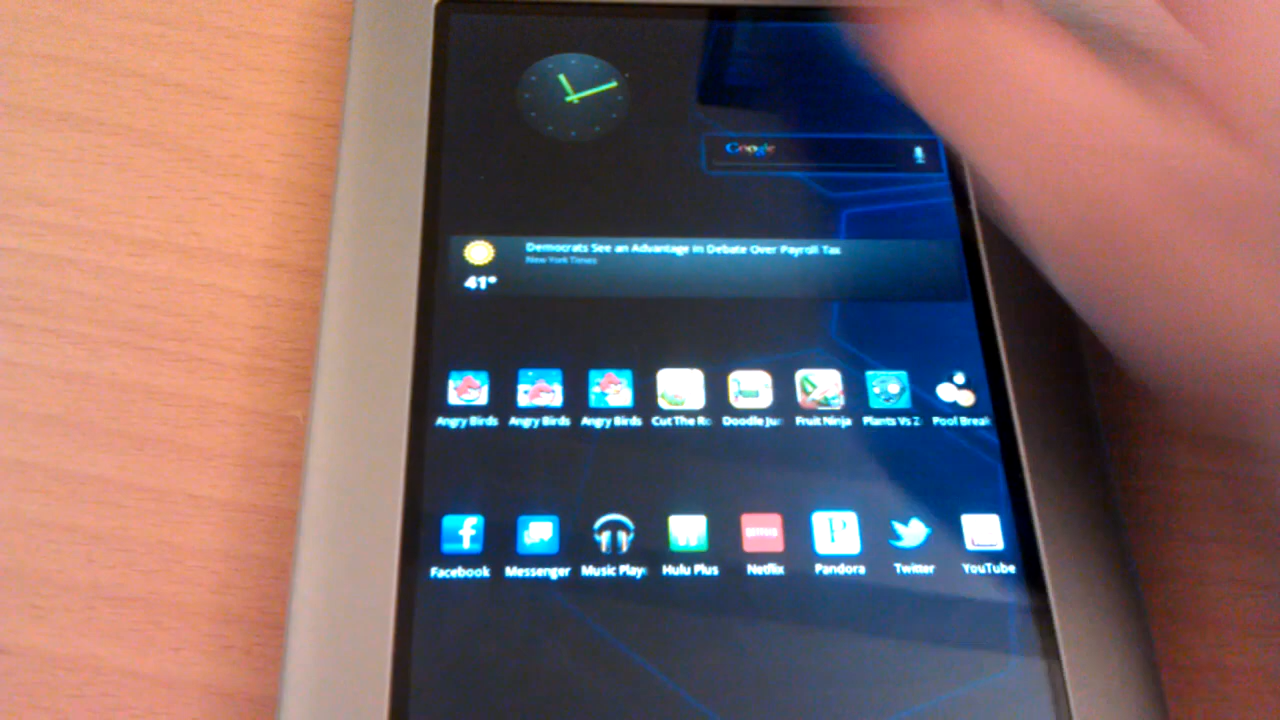 Google
Democrats See an Advantage in Debate Over Payroll Tax
New York Times
41°
Angry Birds Angry Birds Angry Birds Cut The Ro Doodle Ju Fruit Ninja Plants Vs Z Pool Break
Facebook Messenger Music Play Hulu Plus Netflix Pandora Twitter YouTube